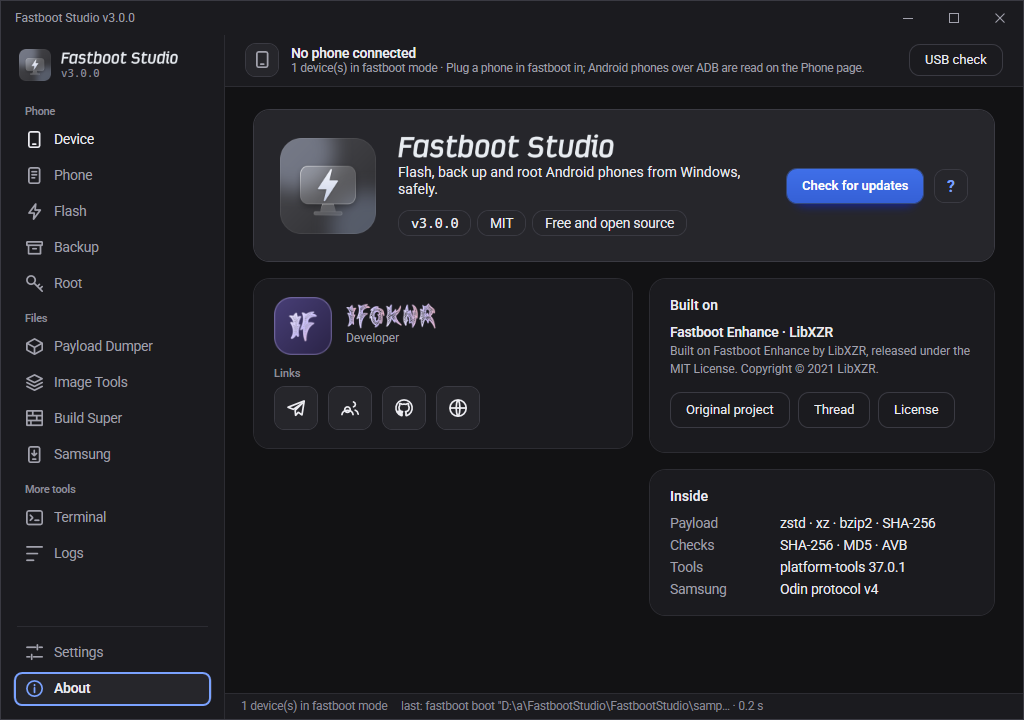 Fastboot Studio v3.0.0
Fastboot Studio
v3.0.0
Phone
Device
Phone
Flash
Backup
Root
Files
Payload Dumper
Image Tools
Build Super
Samsung
More tools
Terminal
Logs
Settings
About
No phone connected
1 device(s) in fastboot mode · Plug a phone in fastboot in; Android phones over ADB are read on the Phone page.
USB check
Fastboot Studio
Flash, back up and root Android phones from Windows,
safely.
v3.0.0 MIT Free and open source
Check for updates ?
IF
IFOKNR
Developer
Links
Built on
Fastboot Enhance · LibXZR
Built on Fastboot Enhance by LibXZR, released under the
MIT License. Copyright © 2021 LibXZR.
Original project Thread License
Inside
Payload zstd · xz · bzip2 · SHA-256
Checks SHA-256 · MD5 · AVB
Tools platform-tools 37.0.1
Samsung Odin protocol v4
1 device(s) in fastboot mode last: fastboot boot "D:\a\FastbootStudio\FastbootStudio\samp... · 0.2 s